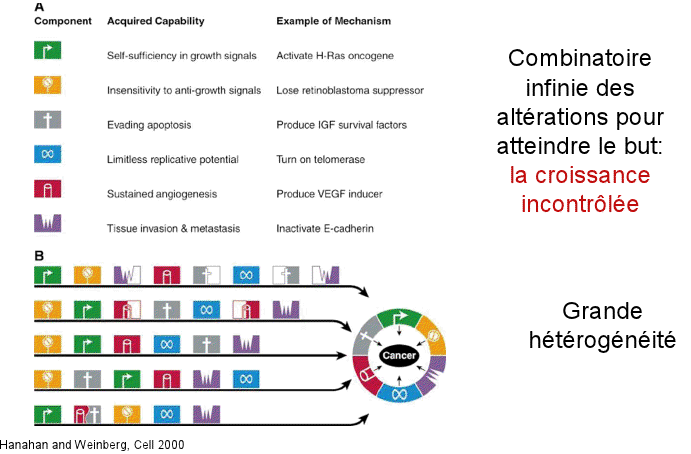 A
Component Acquired Capability Example of Mechanism
Self-sufficiency in growth signals Activate H-Ras oncogene
Insensitivity to anti-growth signals Lose retinoblastoma suppressor
Evading apoptosis Produce IGF survival factors
Limitless replicative potential Turn on telomerase
Sustained angiogenesis Produce VEGF inducer
Tissue invasion & metastasis Inactivate E-cadherin
B
Cancer
Hanahan and Weinberg, Cell 2000
Combinatoire
infinie des
altérations pour
atteindre le but:
la croissance
incontrôlée
Grande
hétérogénéité